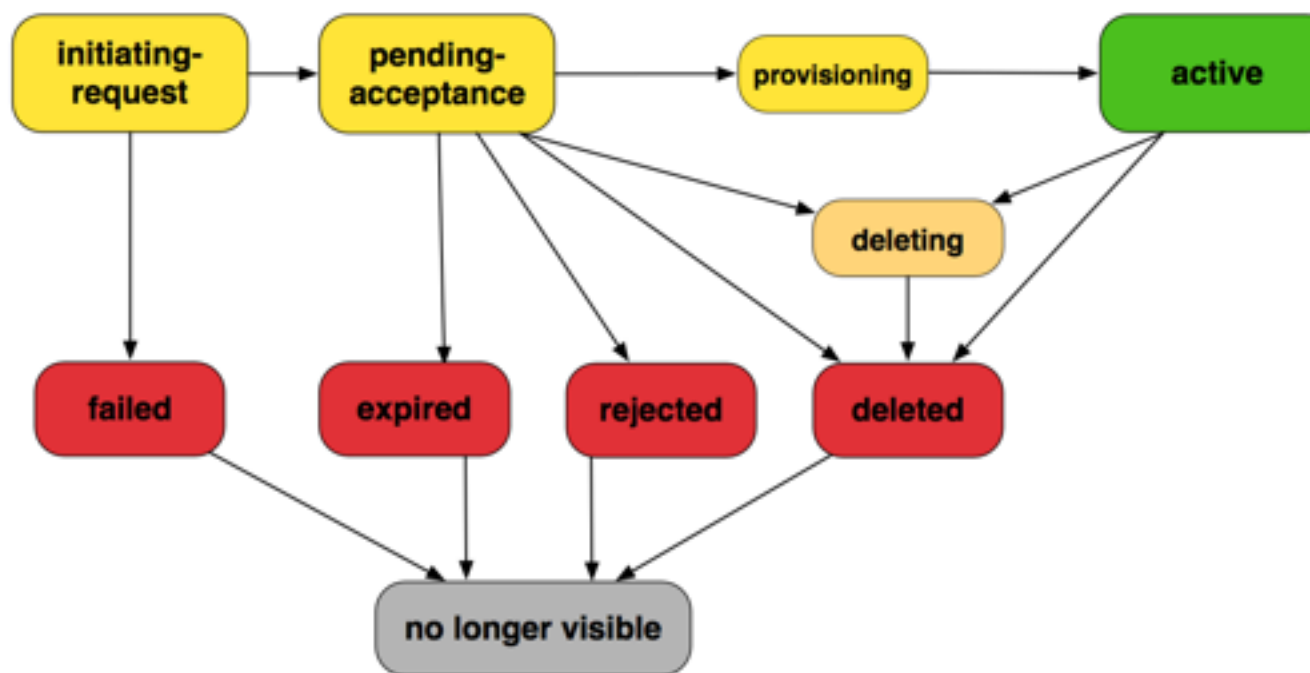 initiating-
request
pending-
acceptance
provisioning
active
deleting
failed
expired
rejected
deleted
no longer visible